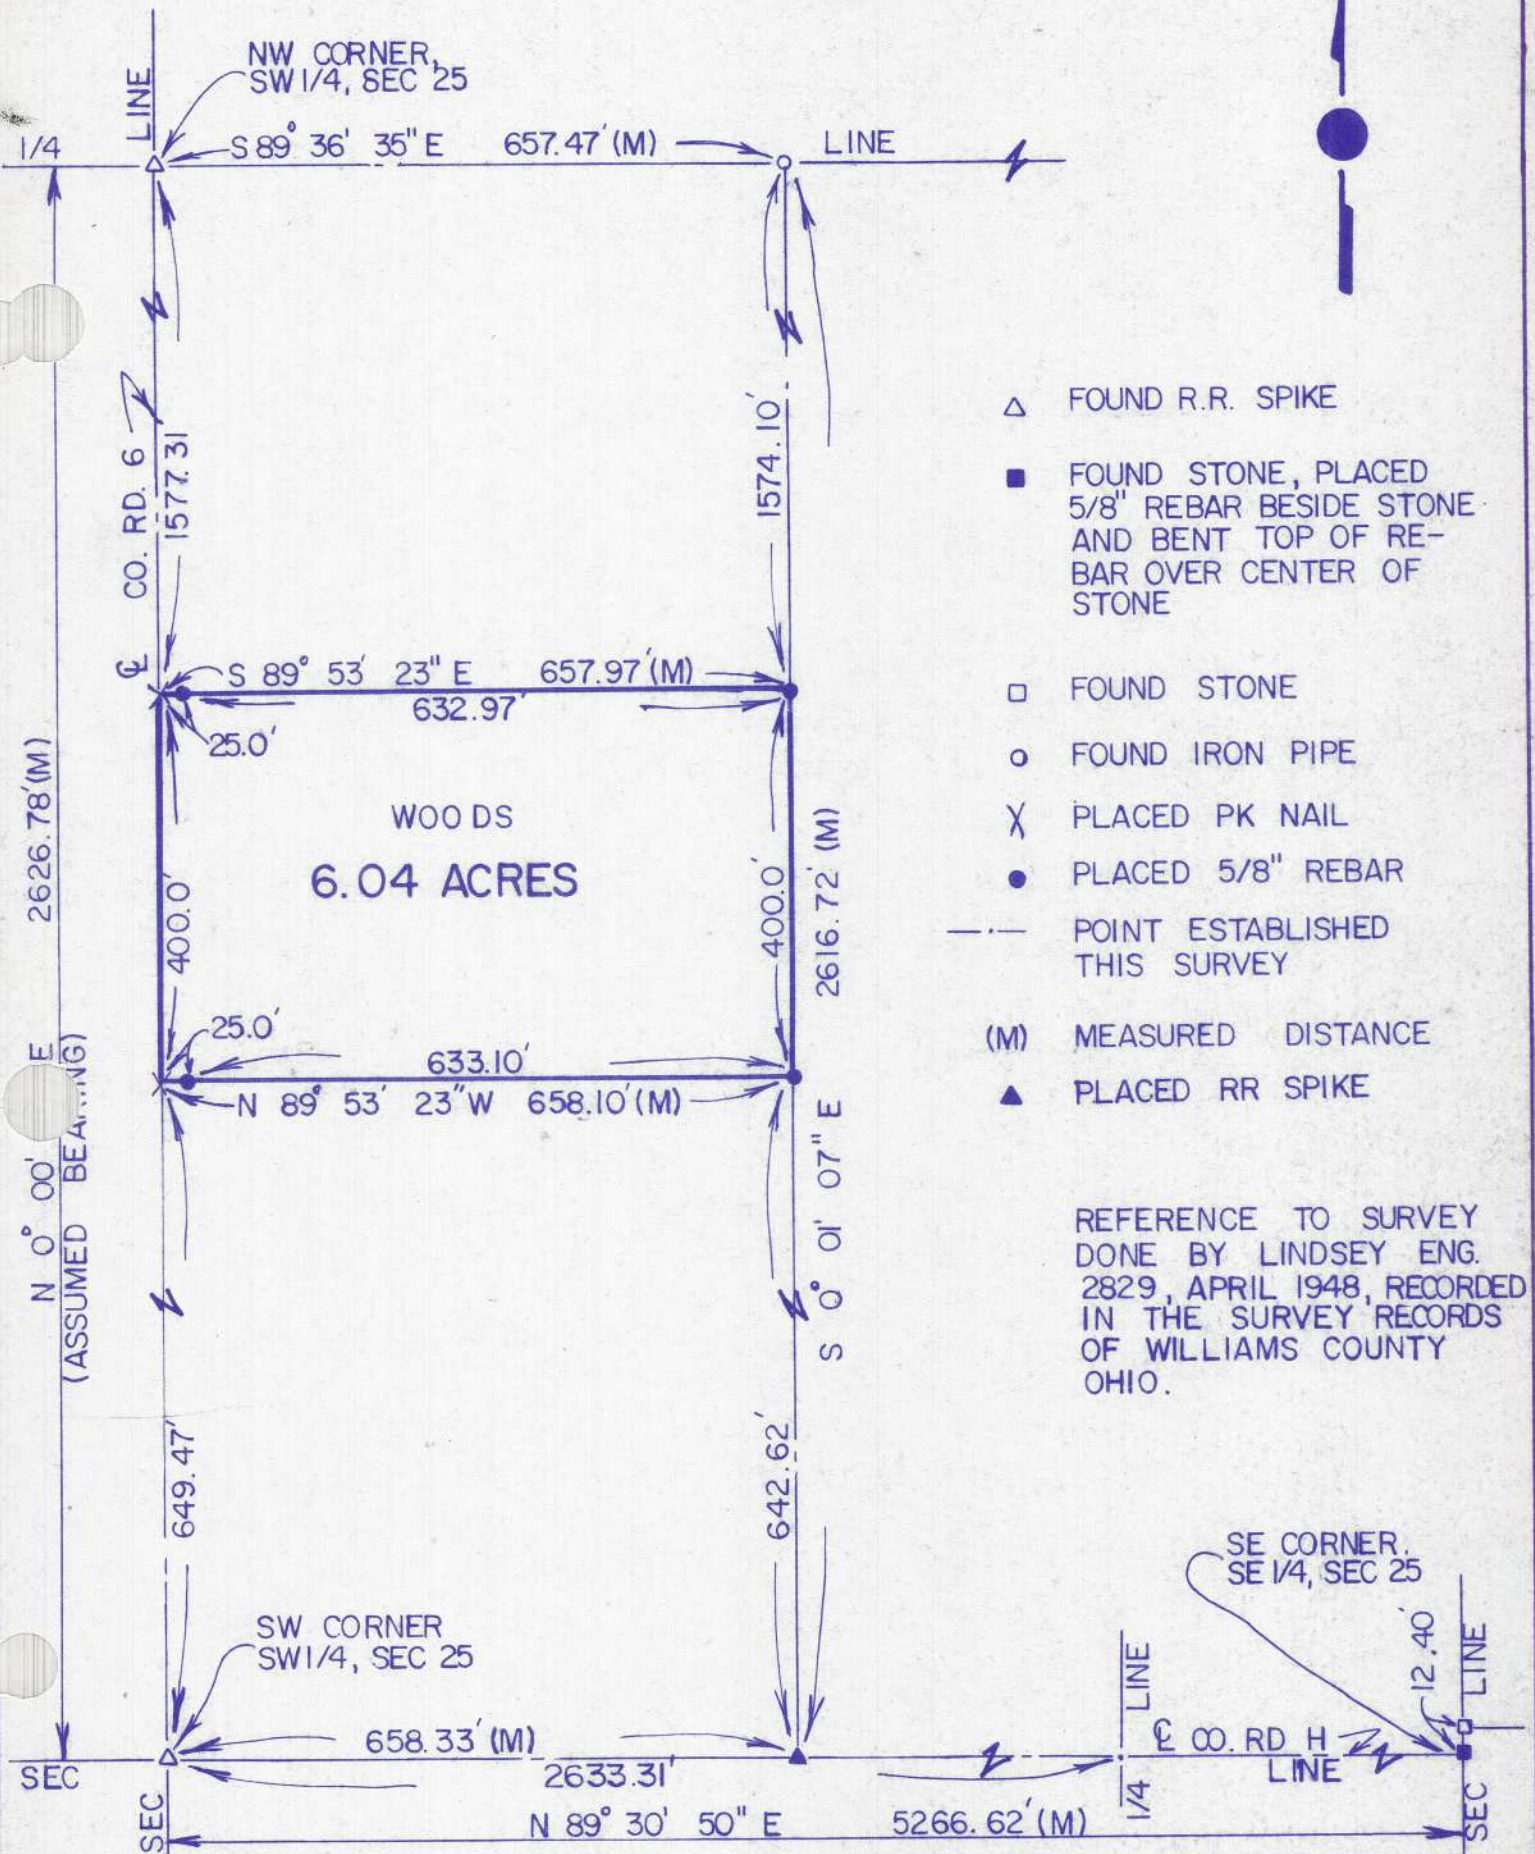 NW CORNER,
SW 1/4, SEC 25
LINE
1/4
S 89° 36' 35" E 657.47' (M)
LINE
CO. RD. 6
1577.31
1574.10'
℄
S 89° 53' 23" E 657.97' (M)
632.97'
25.0'
WOODS
6.04 ACRES
400.0'
400.0'
2626.78' (M)
2616.72' (M)
25.0'
633.10'
N 89° 53' 23" W 658.10' (M)
N 0° 00' E
(ASSUMED
S 0° 01' 07" E
649.47'
642.62'
SW CORNER
SW 1/4, SEC 25
658.33' (M)
2633.31'
SEC
SEC
N 89° 30' 50" E 5266.62' (M)
△ FOUND R.R. SPIKE
■ FOUND STONE, PLACED
5/8" REBAR BESIDE STONE
AND BENT TOP OF RE-
BAR OVER CENTER OF
STONE
□ FOUND STONE
○ FOUND IRON PIPE
X PLACED PK NAIL
● PLACED 5/8" REBAR
—·— POINT ESTABLISHED
THIS SURVEY
(M) MEASURED DISTANCE
▲ PLACED RR SPIKE
REFERENCE TO SURVEY
DONE BY LINDSEY ENG.
2829, APRIL 1948, RECORDED
IN THE SURVEY RECORDS
OF WILLIAMS COUNTY
OHIO.
SE CORNER.
SE 1/4, SEC 25
12.40'
LINE
LINE
℄ CO. RD H
LINE
1/4
SEC